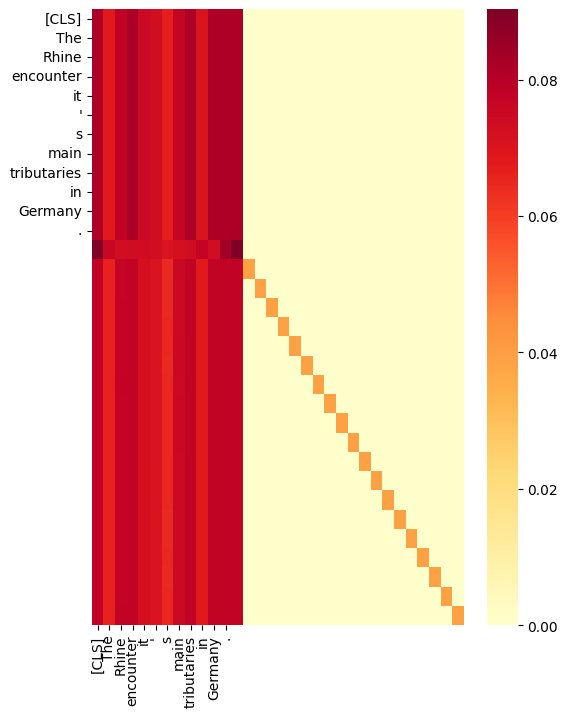 [CLS]
The
Rhine
encounter
it
'
s
main
tributaries
in
Germany
.
0.08
0.06
0.04
0.02
0.00
[CLS]
The
Rhine
encounter
it
'
s
main
tributaries
in
Germany
.